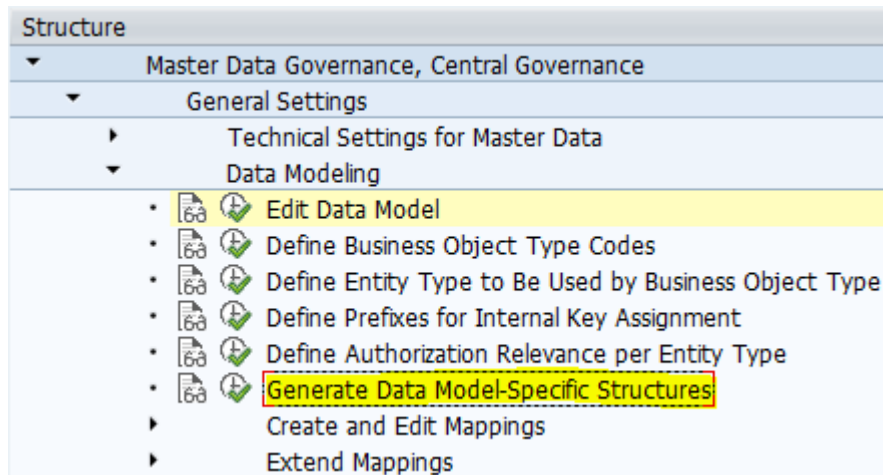 Structure
Master Data Governance, Central Governance
General Settings
Technical Settings for Master Data
Data Modeling
Edit Data Model
Define Business Object Type Codes
Define Entity Type to Be Used by Business Object Type
Define Prefixes for Internal Key Assignment
Define Authorization Relevance per Entity Type
Generate Data Model-Specific Structures
Create and Edit Mappings
Extend Mappings